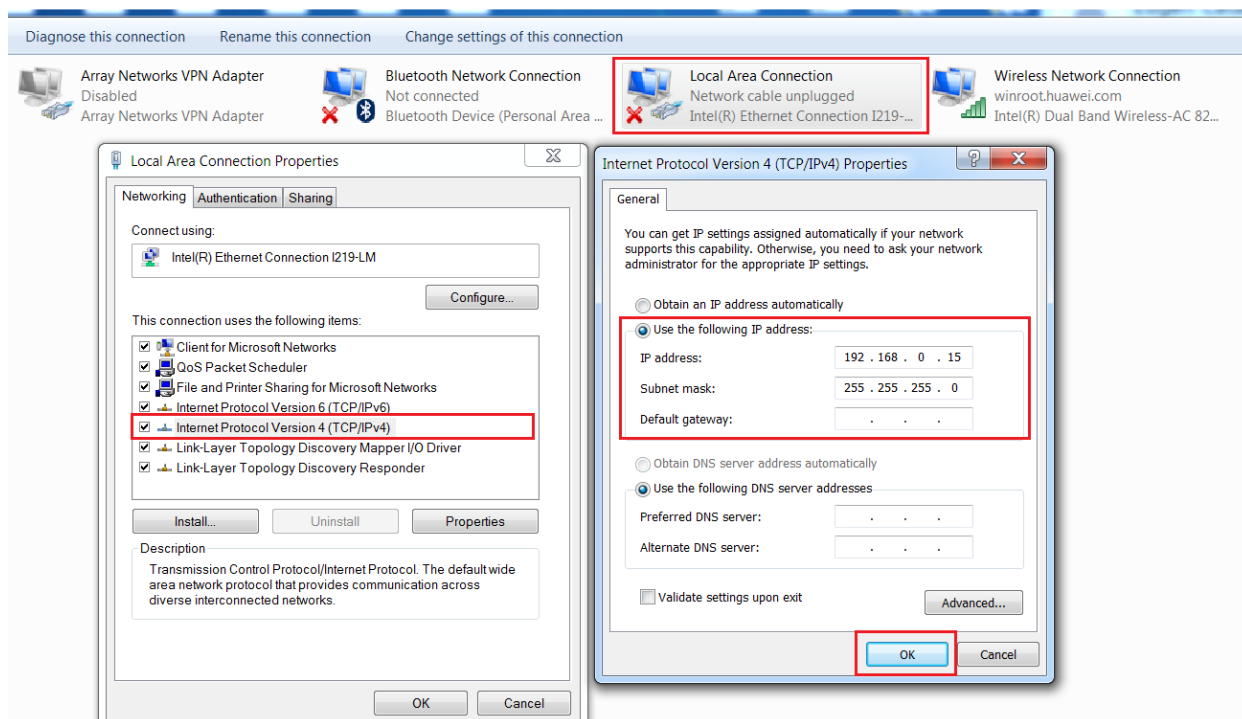 Diagnose this connection Rename this connection Change settings of this connection
Array Networks VPN Adapter
Disabled
Array Networks VPN Adapter
Bluetooth Network Connection
Not connected
Bluetooth Device (Personal Area ...
Local Area Connection
Network cable unplugged
Intel(R) Ethernet Connection I219-...
Wireless Network Connection
winroot.huawei.com
Intel(R) Dual Band Wireless-AC 82...
Local Area Connection Properties
Networking Authentication Sharing
Connect using:
Intel(R) Ethernet Connection I219-LM
Configure...
This connection uses the following items:
Client for Microsoft Networks
QoS Packet Scheduler
File and Printer Sharing for Microsoft Networks
Internet Protocol Version 6 (TCP/IPv6)
Internet Protocol Version 4 (TCP/IPv4)
Link-Layer Topology Discovery Mapper I/O Driver
Link-Layer Topology Discovery Responder
Install... Uninstall Properties
Description
Transmission Control Protocol/Internet Protocol. The default wide
area network protocol that provides communication across
diverse interconnected networks.
OK Cancel
Internet Protocol Version 4 (TCP/IPv4) Properties
General
You can get IP settings assigned automatically if your network
supports this capability. Otherwise, you need to ask your network
administrator for the appropriate IP settings.
Obtain an IP address automatically
Use the following IP address:
IP address: 192 . 168 . 0 . 15
Subnet mask: 255 . 255 . 255 . 0
Default gateway: . . .
Obtain DNS server address automatically
Use the following DNS server addresses
Preferred DNS server: . . .
Alternate DNS server: . . .
Validate settings upon exit
Advanced...
OK Cancel